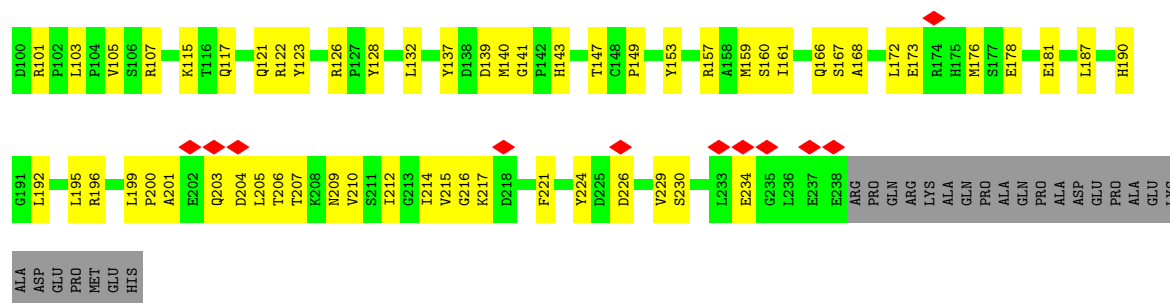 D100 R101 P102 L103 P104 V105 S106 R107 K115 T116 Q117 Q121 R122 Y123 R126 P127 Y128 L132 Y137 D138 D139 M140 G141 P142 H143 T147 C148 P149 Y153 R157 A158 M159 S160 I161 Q166 S167 A168 L172 E173 R174 H175 M176 S177 E178 E181 L187 H190
G191 L192 L195 R196 L199 P200 A201 E202 Q203 D204 L205 T206 T207 K208 N209 V210 S211 I212 G213 I214 V215 G216 K217 D218 F221 Y224 D225 D226 V229 S230 L233 E234 G235 L236 E237 E238 ARG PRO GLN ARG LYS ALA GLN PRO ALA GLN PRO ALA ASP GLU PRO ALA GLU LYS
ALA ASP GLU PRO MET GLU HIS